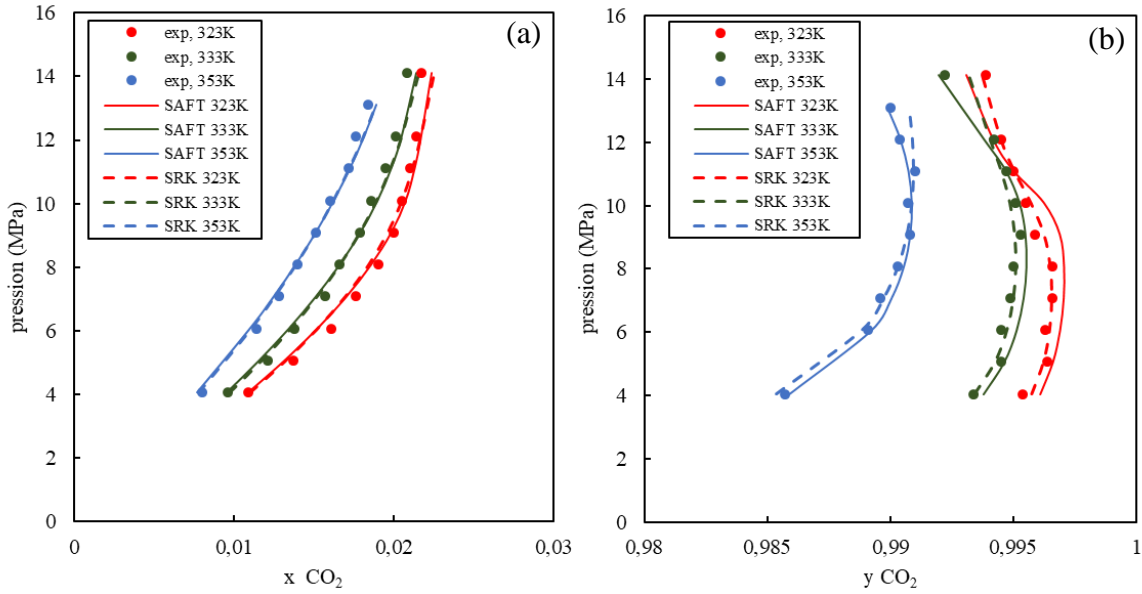 (a)
exp, 323K
exp, 333K
exp, 353K
SAFT 323K
SAFT 333K
SAFT 353K
SRK 323K
SRK 333K
SRK 353K
pression (MPa)
16
14
12
10
8
6
4
2
0
0
0,01
0,02
0,03
x CO₂
(b)
exp, 323K
exp, 333K
exp, 353K
SAFT 323K
SAFT 333K
SAFT 353K
SRK 323K
SRK 333K
SRK 353K
pression (MPa)
16
14
12
10
8
6
4
2
0
0,98
0,985
0,99
0,995
1
y CO₂